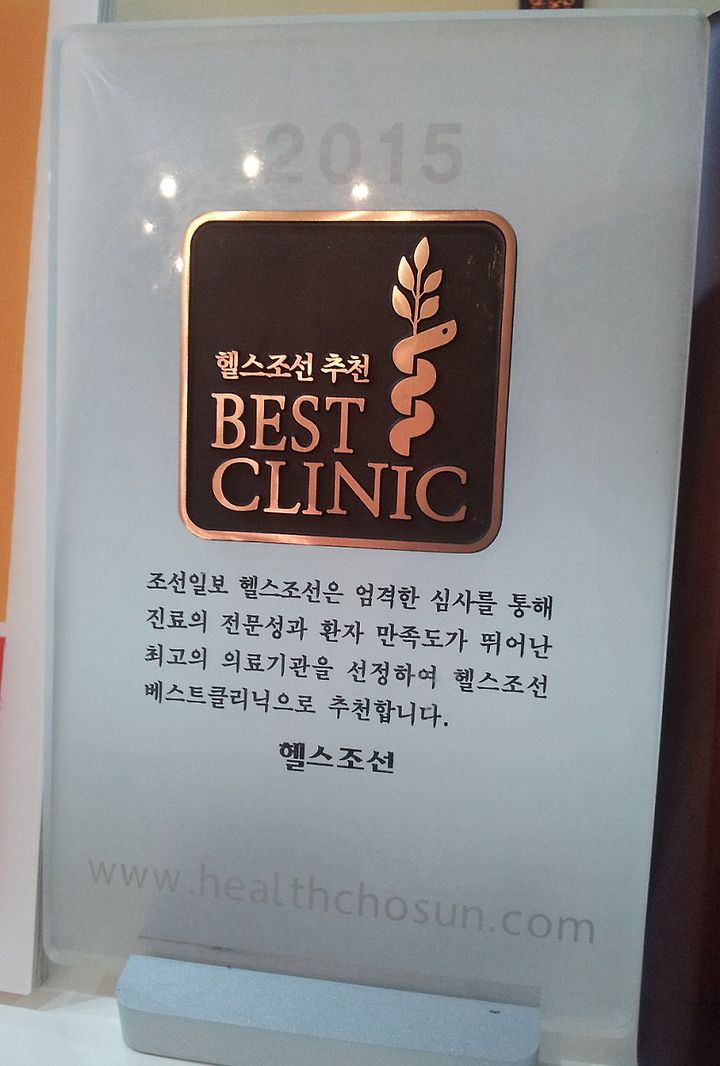 2015
헬스조선 추천
BEST
CLINIC
조선일보 헬스조선은 엄격한 심사를 통해
진료의 전문성과 환자 만족도가 뛰어난
최고의 의료기관을 선정하여 헬스조선
베스트클리닉으로 추천합니다.
헬스조선
www.healthchosun.com